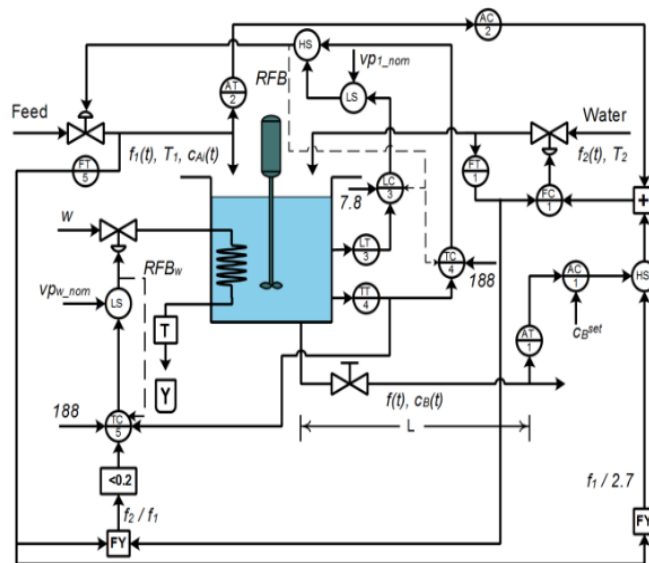 AC 2
HS
vp1_nom
RFB
AT 2
LS
Feed
Water
f1(t), T1, cAi(t)
FT 5
FT 1
f2(t), T2
LC 3
FC 1
7.8
+
w
LT 3
TC 4
RFBw
188
AC 1
HS
vpw_nom
LS
TT 4
T
AT 1
cB^set
Y
f(t), cB(t)
188
TC 5
L
<0.2
f1 / 2.7
f2 / f1
FY
FY